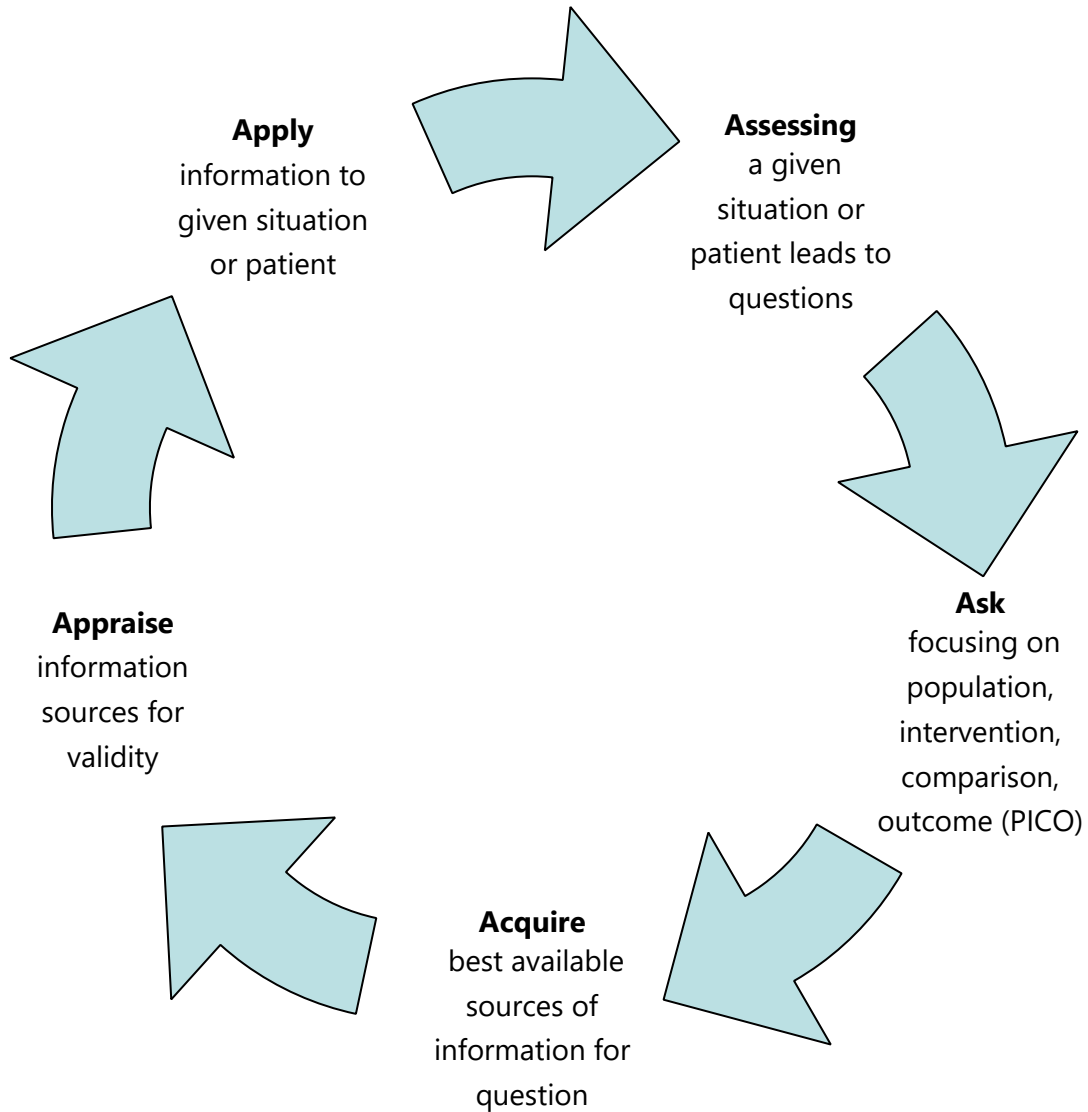 Apply
information to
given situation
or patient
Assessing
a given
situation or
patient leads to
questions
Ask
focusing on
population,
intervention,
comparison,
outcome (PICO)
Acquire
best available
sources of
information for
question
Appraise
information
sources for
validity